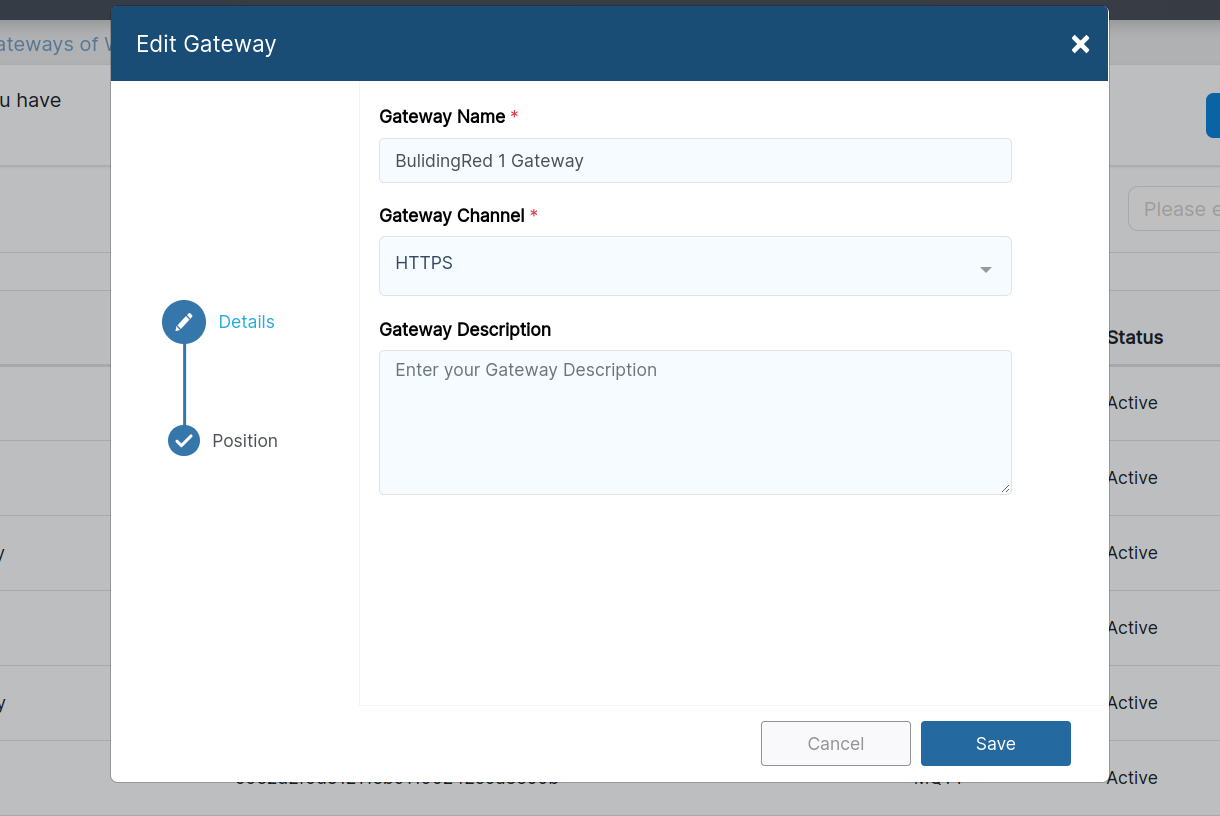 Edit Gateway
ateways of
u have
Gateway Name *
BulidingRed 1 Gateway
Gateway Channel *
HTTPS
Please
Details
Gateway Description
Enter your Gateway Description
Status
Active
Position
Active
y
Active
Active
y
Active
Cancel
Save
Active